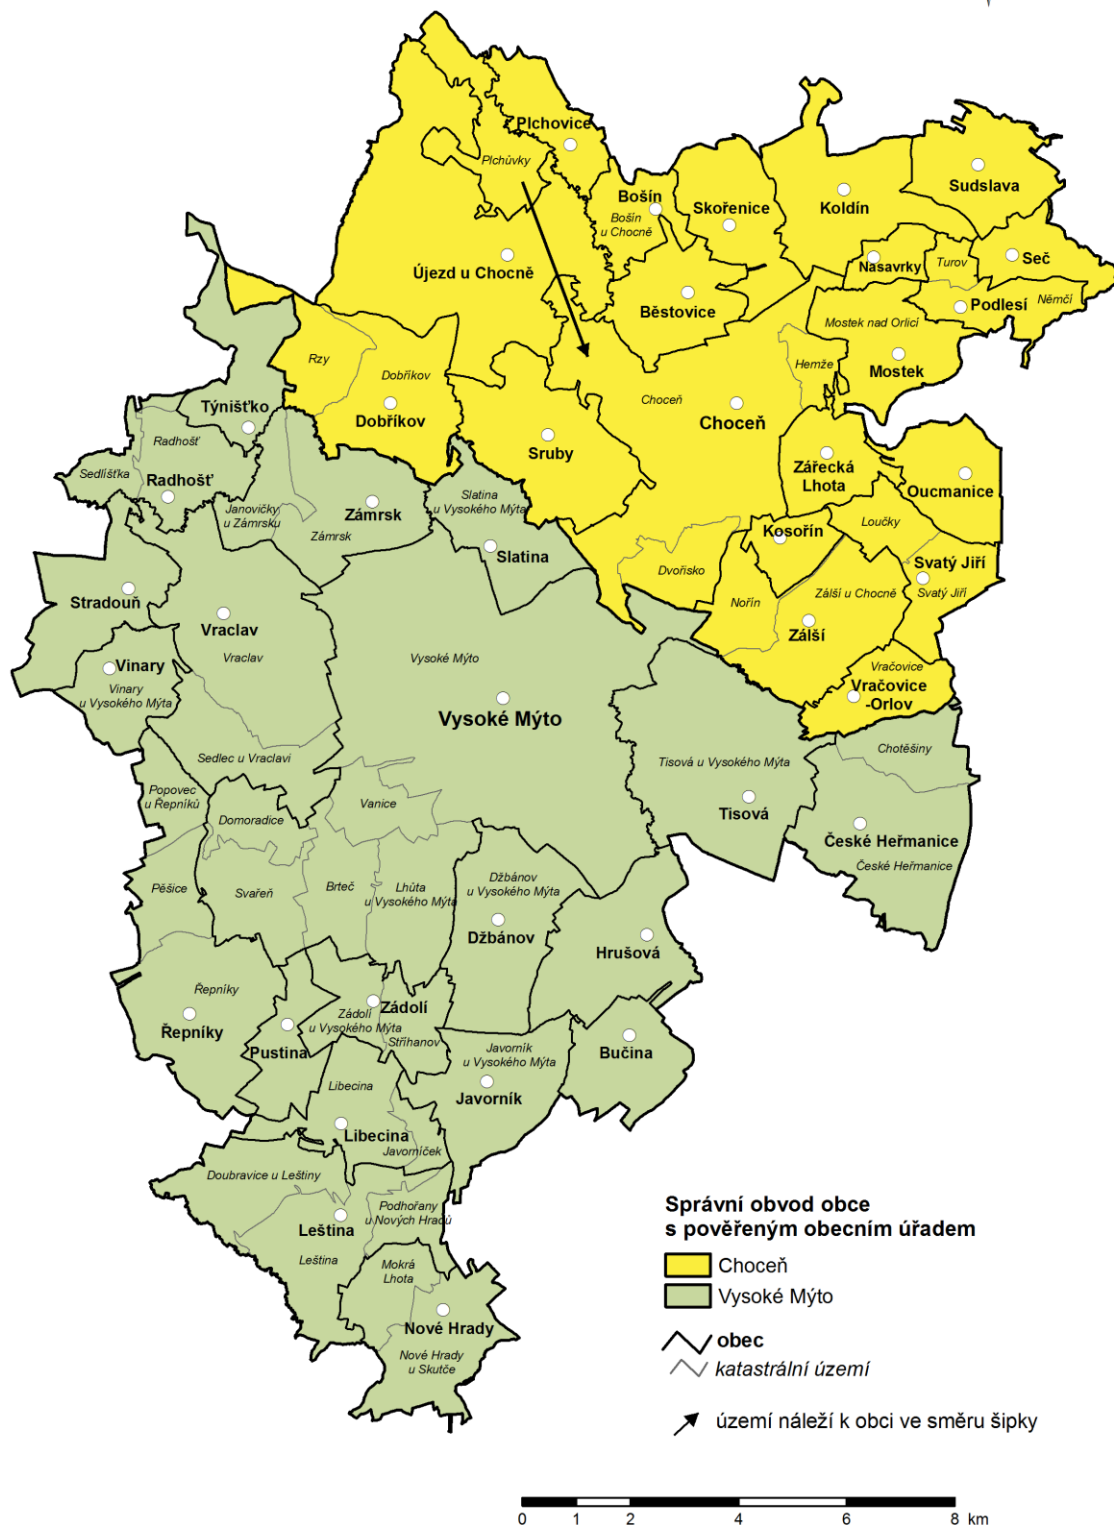 Plchovice
Plchůvky
Bošín
Bošín
u Chocně
Skořenice
Koldín
Sudslava
Újezd u Chocně
Běstovice
Nasavrky
Turov
Seč
Podlesí
Němčí
Mostek nad Orlicí
Mostek
Hemže
Rzy
Dobříkov
Dobříkov
Choceň
Choceň
Týnišťko
Radhošť
Sedlíšťka
Radhošť
Sruby
Zářecká
Lhota
Oucmanice
Janovičky
u Zámrsku
Zámrsk
Zámrsk
Slatina
u Vysokého Mýta
Slatina
Kosořín
Loučky
Dvořisko
Svatý Jiří
Svatý Jiří
Stradouň
Vraclav
Vraclav
Nořín
Zálší u Chocně
Zálší
Vinary
Vinary
u Vysokého Mýta
Vysoké Mýto
Vysoké Mýto
Vračovice
Vračovice
-Orlov
Sedlec u Vraclavi
Tisová u Vysokého Mýta
Tisová
Chotěšiny
Popovec
u Řepníků
Domoradice
Vanice
České Heřmanice
České Heřmanice
Pěšice
Svařeň
Brteč
Lhůta
u Vysokého Mýta
Džbánov
u Vysokého Mýta
Džbánov
Hrušová
Řepníky
Řepníky
Pustina
Zádolí
Zádolí
u Vysokého Mýta
Stříhanov
Javorník
u Vysokého Mýta
Javorník
Bučina
Libecina
Libecina
Javorníček
Doubravice u Leštiny
Leština
Leština
Podhořany
u Nových Hradů
Mokrá
Lhota
Nové Hrady
Nové Hrady
u Skutče
Správní obvod obce
s pověřeným obecním úřadem
Choceň
Vysoké Mýto
obec
katastrální území
území náleží k obci ve směru šipky
0 1 2 4 6 8 km